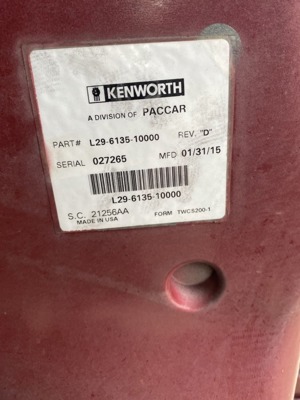 KENWORTH
A DIVISION OF PACCAR
PART# L29-6135-10000 REV. "D"
SERIAL 027265 MFD 01/31/15
L29-6135-10000
S.C. 21256AA FORM TWCS200-1
MADE IN USA